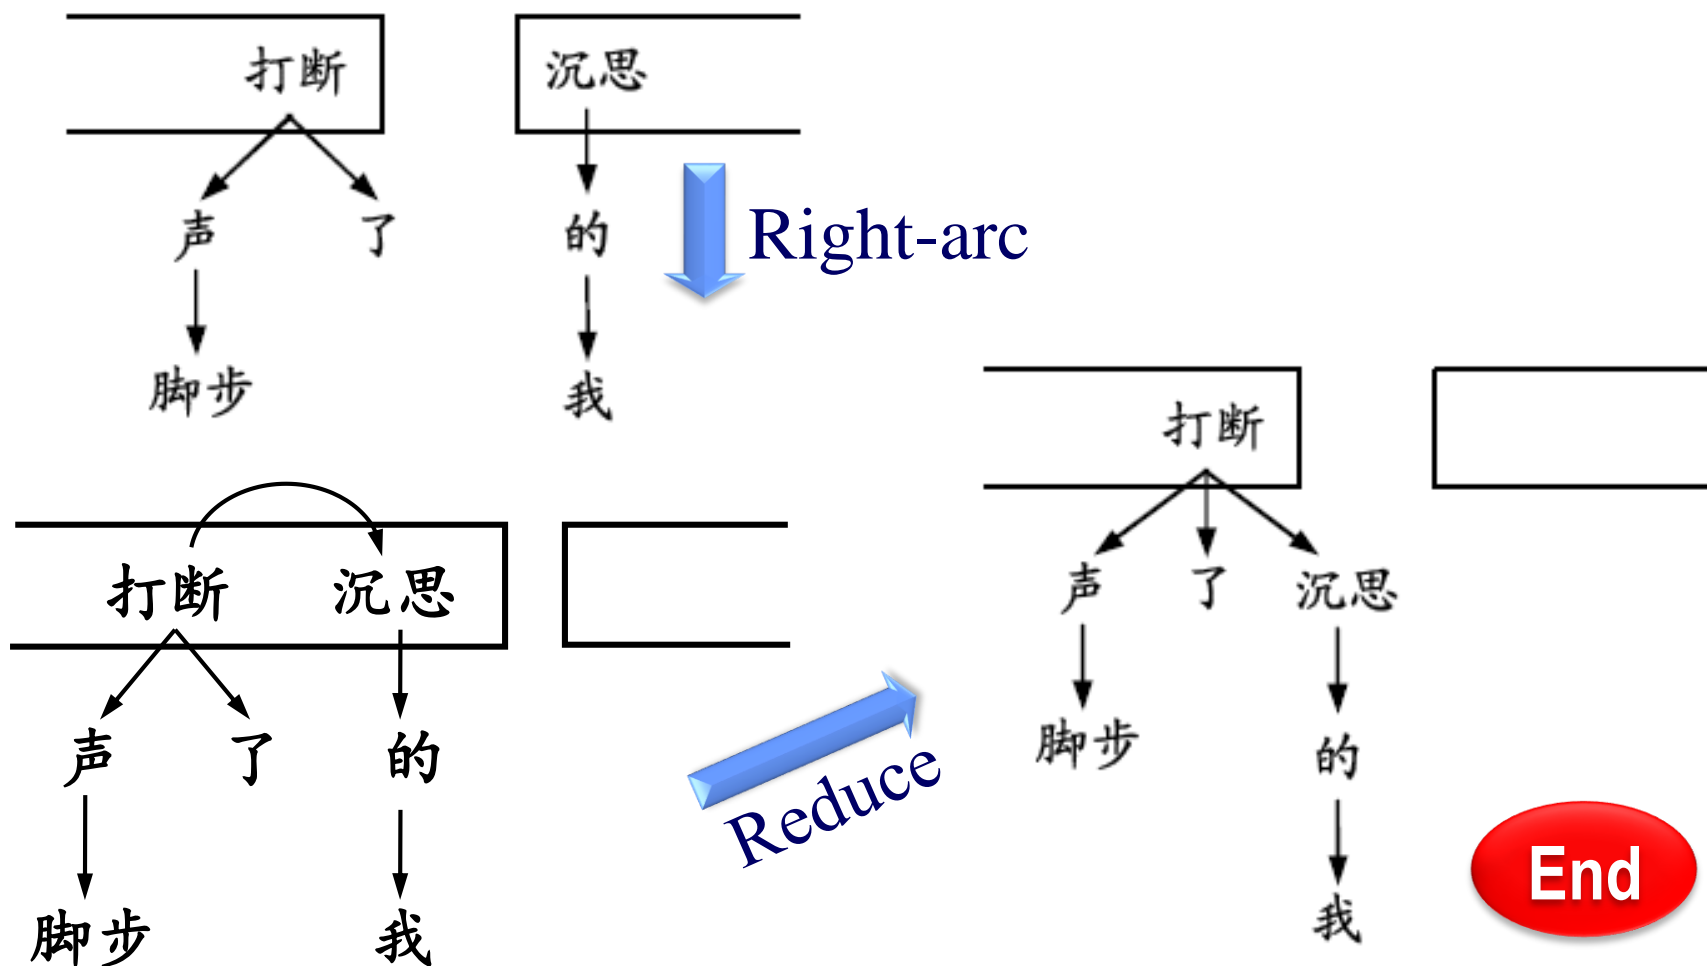 打断
沉思
声
了
的
Right-arc
脚步
我
打断
沉思
声
了
的
脚步
我
Reduce
打断
声
了
沉思
脚步
的
我
End